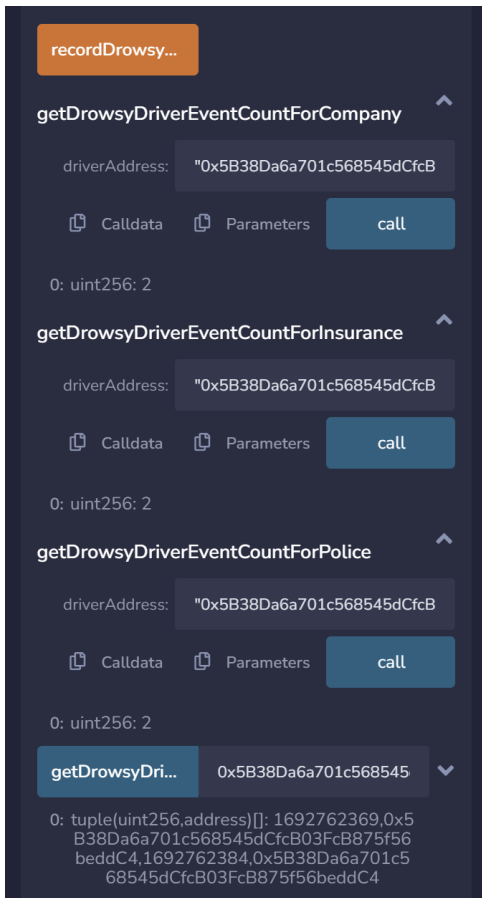 recordDrowsy...
getDrowsyDriverEventCountForCompany
driverAddress: "0x5B38Da6a701c568545dCfcB
Calldata Parameters call
0: uint256: 2
getDrowsyDriverEventCountForInsurance
driverAddress: "0x5B38Da6a701c568545dCfcB
Calldata Parameters call
0: uint256: 2
getDrowsyDriverEventCountForPolice
driverAddress: "0x5B38Da6a701c568545dCfcB
Calldata Parameters call
0: uint256: 2
getDrowsyDri... 0x5B38Da6a701c568545
0: tuple(uint256,address)[]: 1692762369,0x5
B38Da6a701c568545dCfcB03FcB875f56
beddC4,1692762384,0x5B38Da6a701c5
68545dCfcB03FcB875f56beddC4